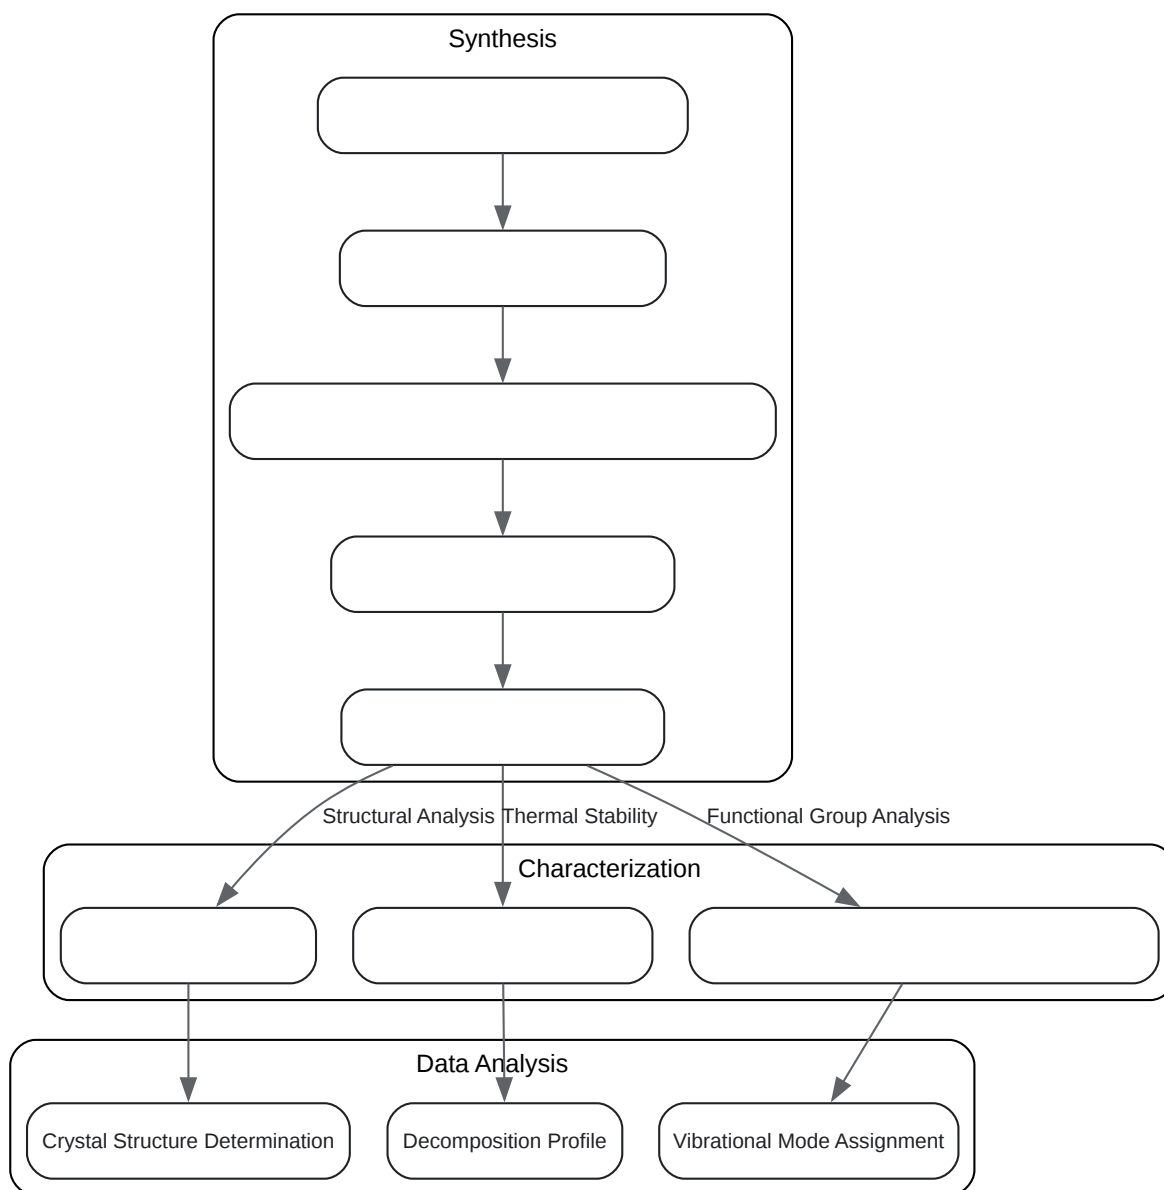 Synthesis
Structural Analysis
Thermal Stability
Functional Group Analysis
Characterization
Data Analysis
Crystal Structure Determination
Decomposition Profile
Vibrational Mode Assignment